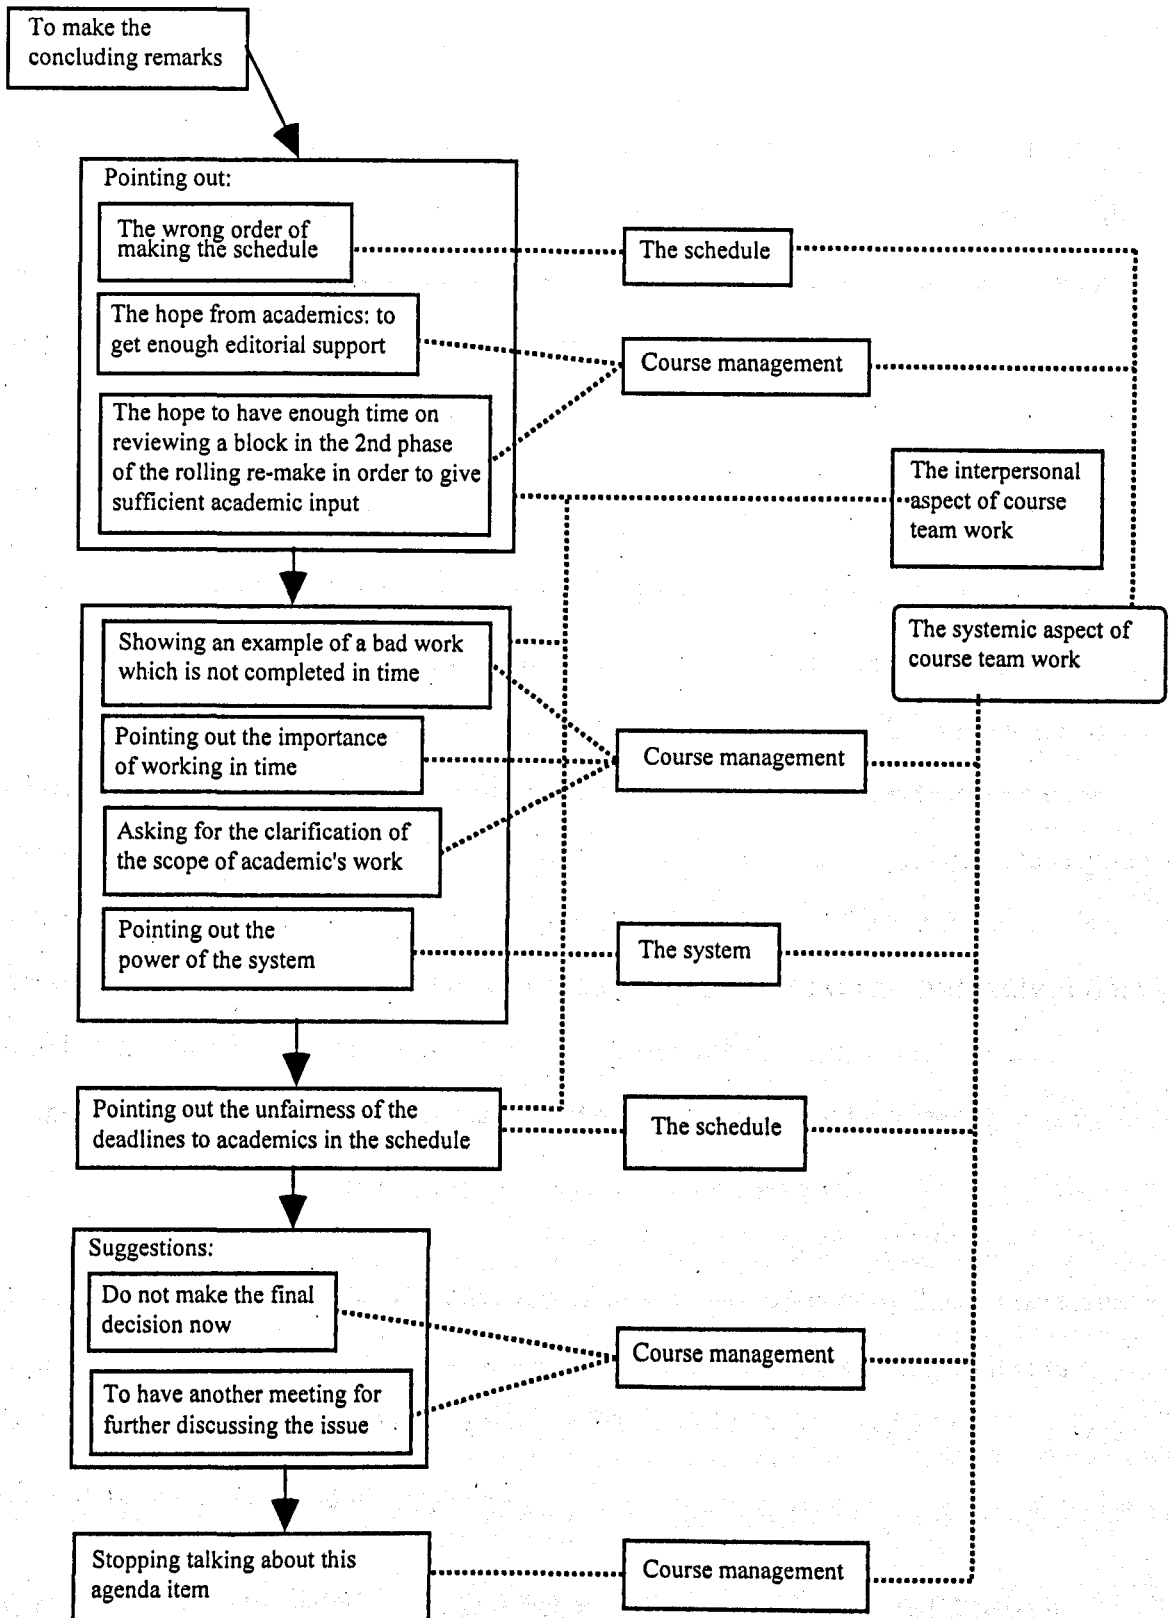 To make the
concluding remarks
Pointing out:
The wrong order of
making the schedule
The schedule
The hope from academics: to
get enough editorial support
Course management
The hope to have enough time on
reviewing a block in the 2nd phase
of the rolling re-make in order to give
sufficient academic input
The interpersonal
aspect of course
team work
Showing an example of a bad work
which is not completed in time
The systemic aspect of
course team work
Pointing out the importance
of working in time
Course management
Asking for the clarification of
the scope of academic's work
Pointing out the
power of the system
The system
Pointing out the unfairness of the
deadlines to academics in the schedule
The schedule
Suggestions:
Do not make the final
decision now
Course management
To have another meeting for
further discussing the issue
Stopping talking about this
agenda item
Course management